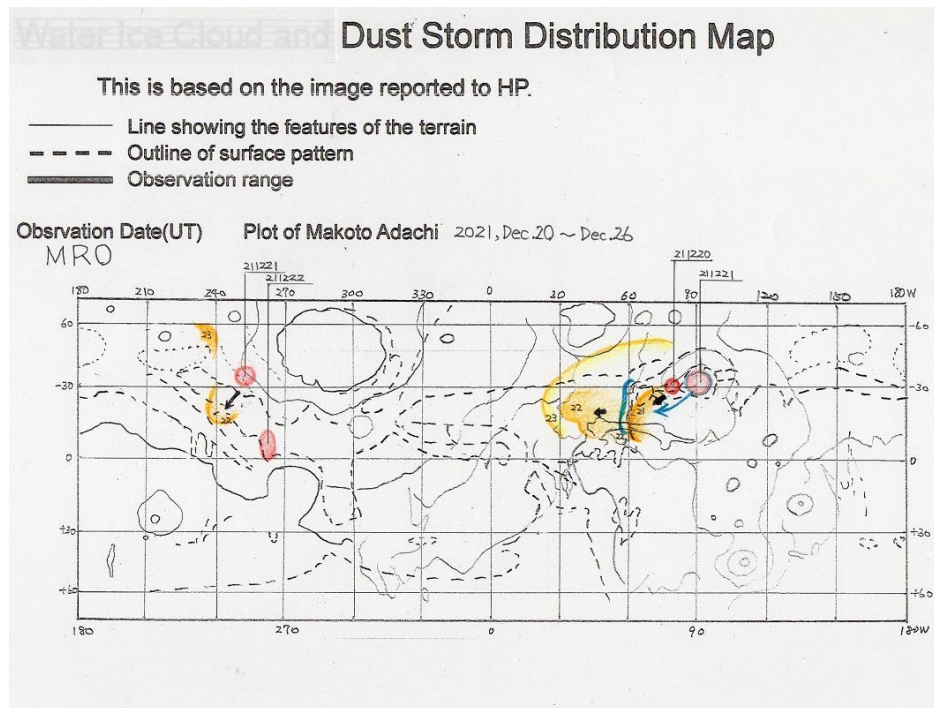 Water Ice Cloud and Dust Storm Distribution Map
This is based on the image reported to HP.
Line showing the features of the terrain
Outline of surface pattern
Observation range
Obsrvation Date(UT) Plot of Makoto Adachi 2021, Dec.20 ~ Dec.26
MRO
211220
211221 211221
211222
180 210 240 270 300 330 0 30 60 90 120 150 180W
60 -60
23
-30 -30
22 23 22 21
0 0
+30 +30
+60 +60
180 270 0 90 180W